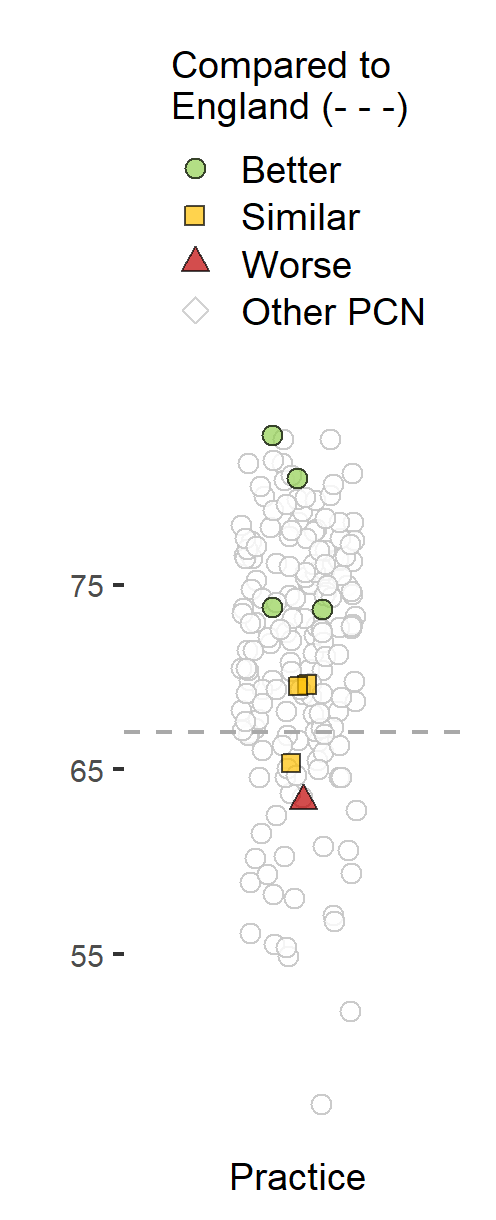 Compared to
England (- - -)
Better
Similar
Worse
Other PCN
75
65
55
Practice